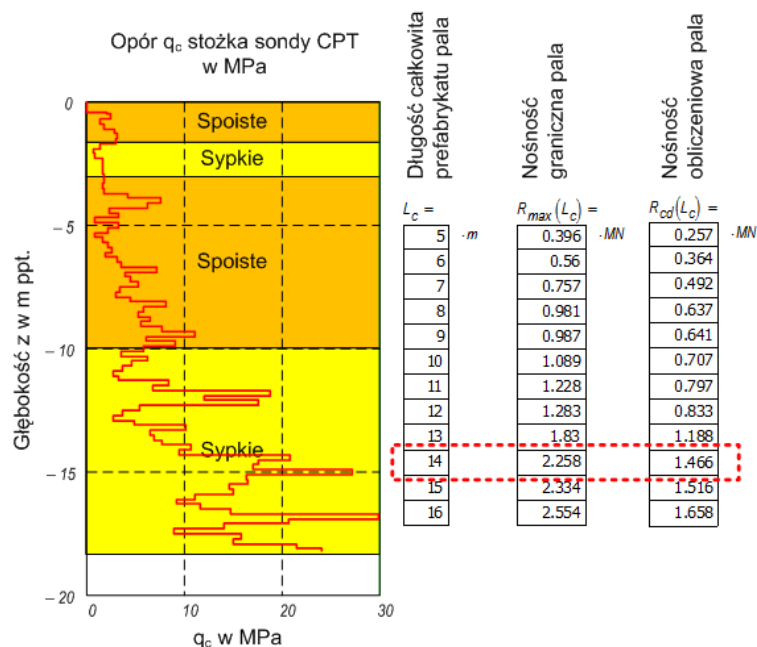 Opór qc stożka sondy CPT
w MPa
Głębokość z w m ppt.
0
– 5
– 10
– 15
– 20
Spoiste
Sypkie
Spoiste
Sypkie
0 10 20 30
qc w MPa
Długość całkowita
prefabrykatu pala
Nośność
graniczna pala
Nośność
obliczeniowa pala
Lc = Rmax(Lc) = Rcd(Lc) =
5 ·m 0.396 ·MN 0.257 ·MN
6 0.56 0.364
7 0.757 0.492
8 0.981 0.637
9 0.987 0.641
10 1.089 0.707
11 1.228 0.797
12 1.283 0.833
13 1.83 1.188
14 2.258 1.466
15 2.334 1.516
16 2.554 1.658